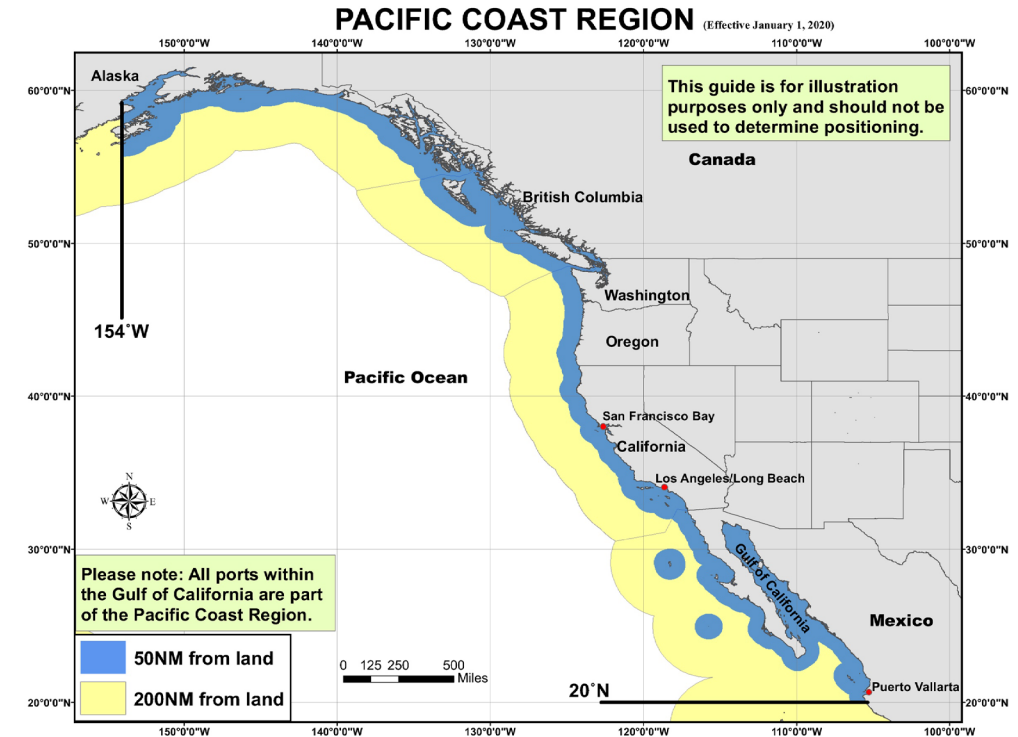 PACIFIC COAST REGION (Effective January 1, 2020)
150°0'0"W 140°0'0"W 130°0'0"W 120°0'0"W 110°0'0"W 100°0'0"W
Alaska
This guide is for illustration
purposes only and should not be
used to determine positioning.
60°0'0"N 60°0'0"N
Canada
British Columbia
50°0'0"N 50°0'0"N
Washington
154°W
Oregon
Pacific Ocean
40°0'0"N 40°0'0"N
San Francisco Bay
California
Los Angeles/Long Beach
N
W E
S
30°0'0"N 30°0'0"N
Gulf of California
Please note: All ports within
the Gulf of California are part
of the Pacific Coast Region.
Mexico
50NM from land
200NM from land
0 125 250 500
Miles
20°N
Puerto Vallarta
20°0'0"N 20°0'0"N
150°0'0"W 140°0'0"W 130°0'0"W 120°0'0"W 110°0'0"W 100°0'0"W